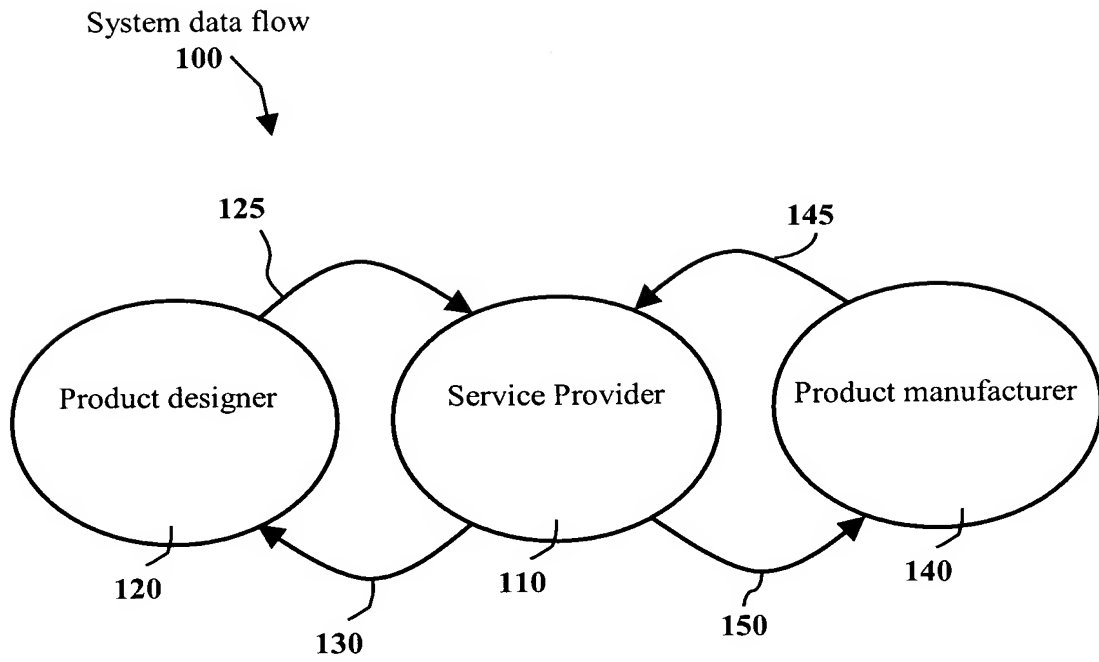 System data flow
100
125
145
Product designer
Service Provider
Product manufacturer
120
130
110
150
140